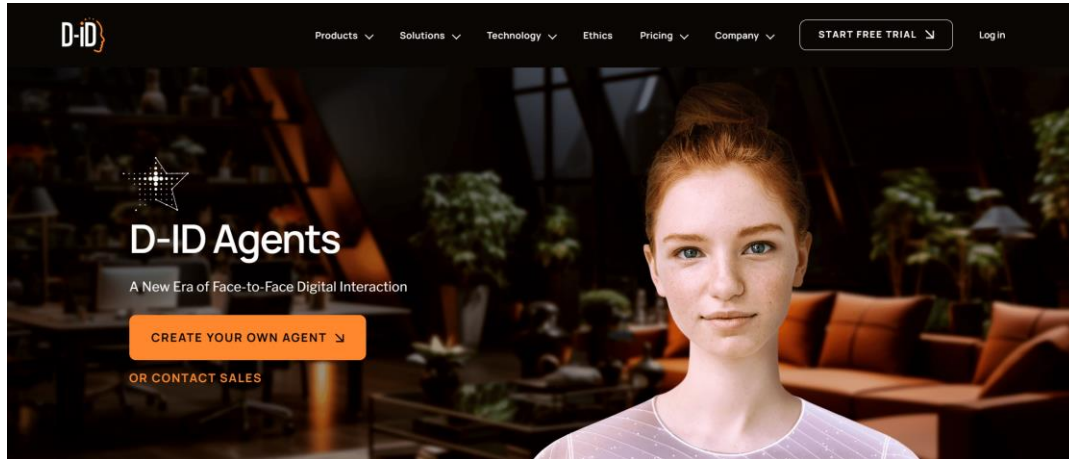 D-iD
Products Solutions Technology Ethics Pricing Company START FREE TRIAL Log in
D-ID Agents
A New Era of Face-to-Face Digital Interaction
CREATE YOUR OWN AGENT
OR CONTACT SALES